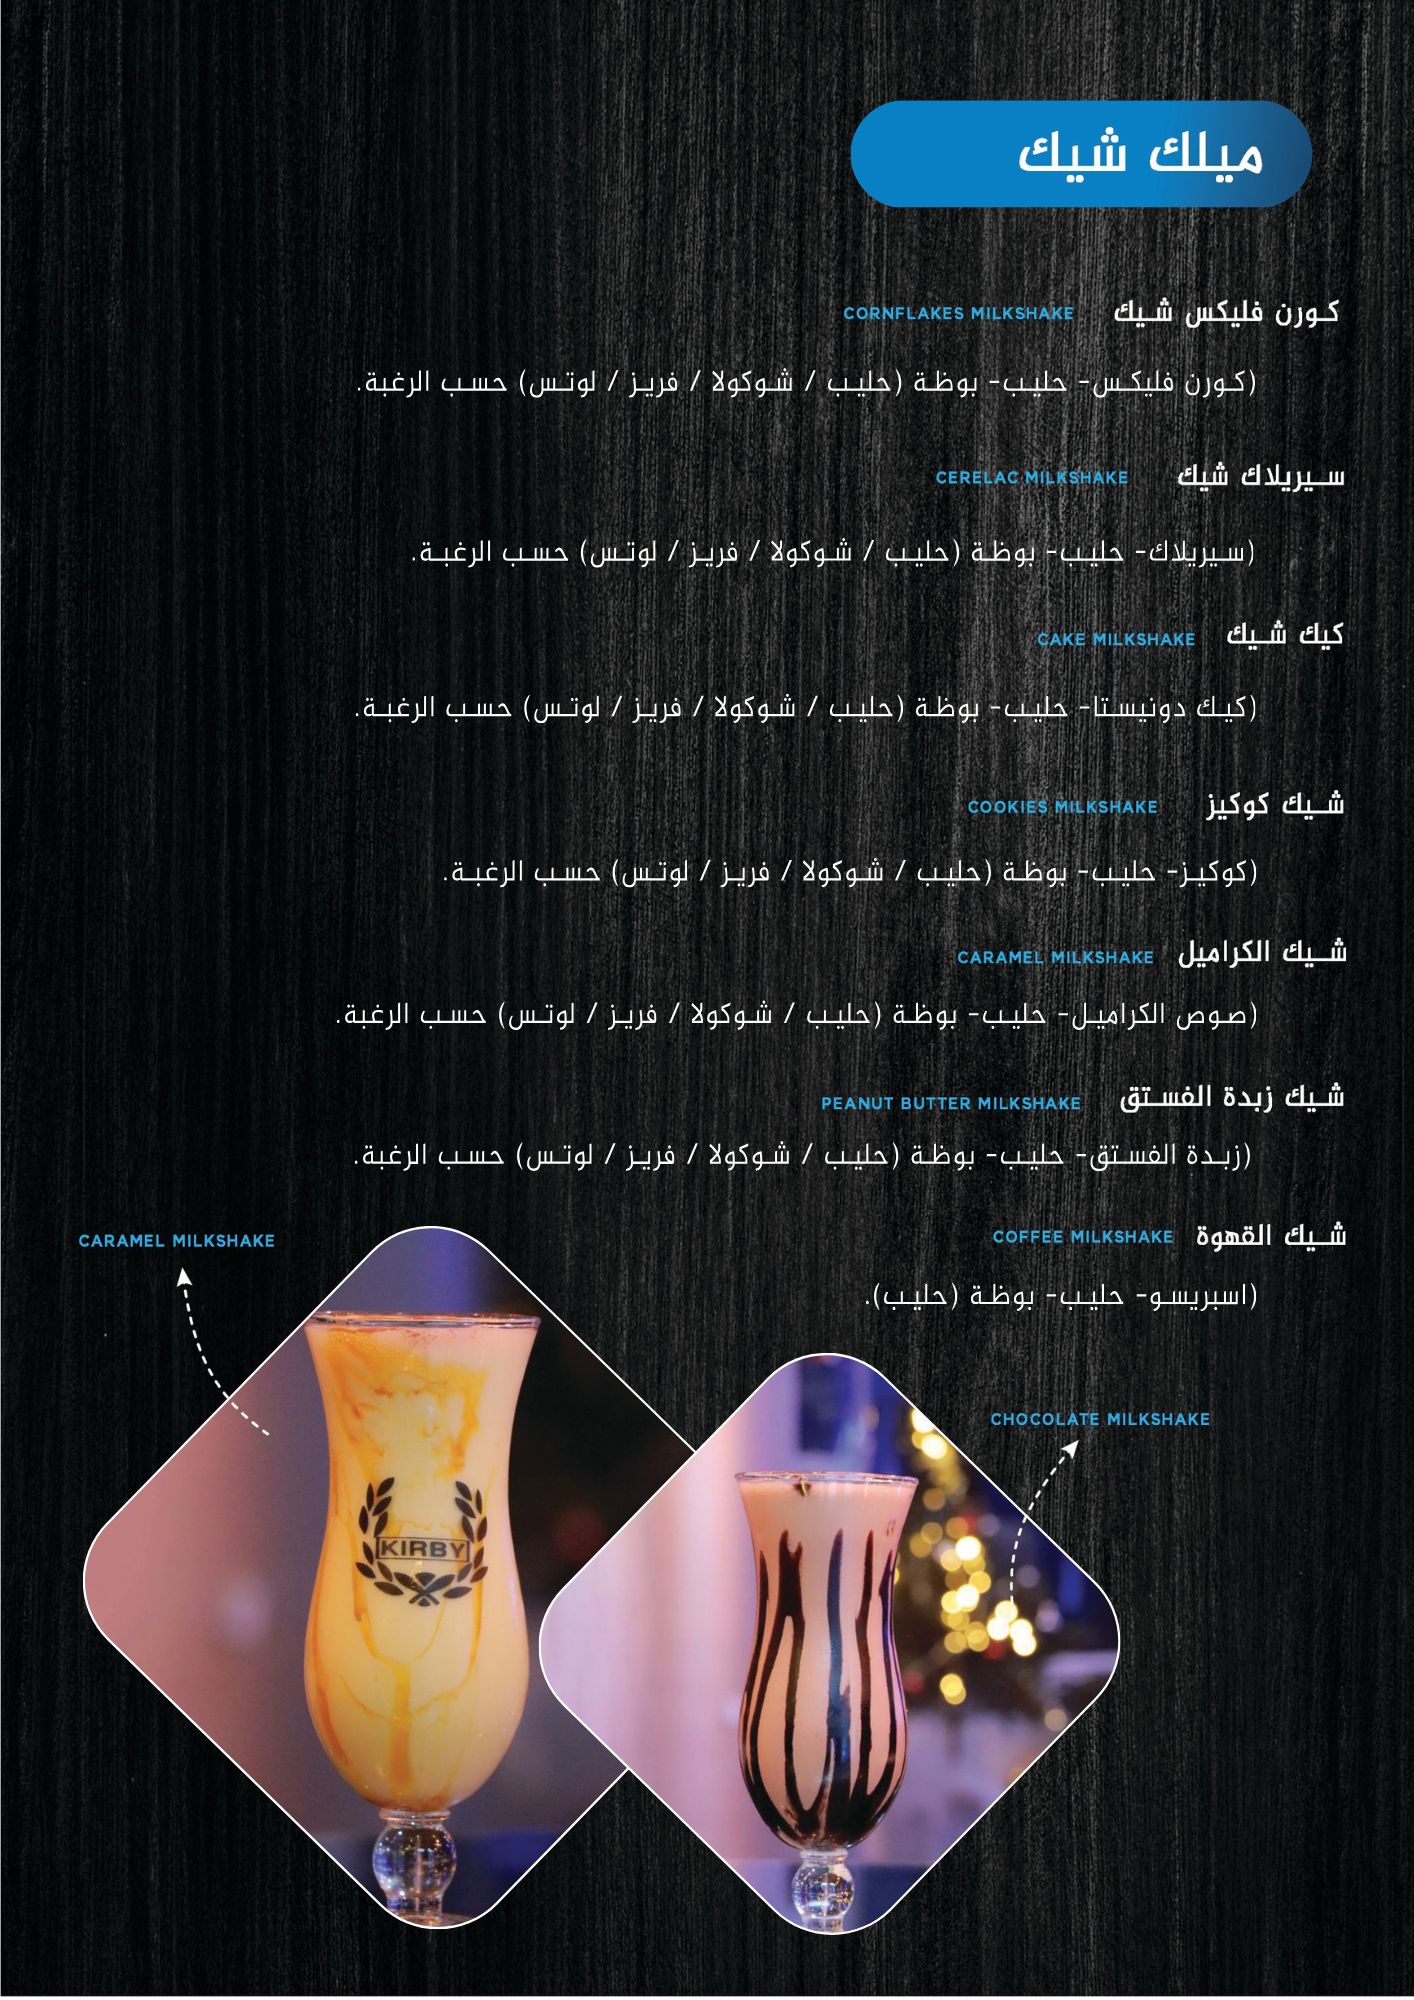 ميلك شيك
كورن فليكس شيك CORNFLAKES MILKSHAKE
(كورن فليكس- حليب- بوظة (حليب / شوكولا / فريز / لوتس) حسب الرغبة.
سيريلاك شيك CERELAC MILKSHAKE
(سيريلاك- حليب- بوظة (حليب / شوكولا / فريز / لوتس) حسب الرغبة.
كيك شيك CAKE MILKSHAKE
(كيك دونيستا- حليب- بوظة (حليب / شوكولا / فريز / لوتس) حسب الرغبة.
شيك كوكيز COOKIES MILKSHAKE
(كوكيز- حليب- بوظة (حليب / شوكولا / فريز / لوتس) حسب الرغبة.
شيك الكراميل CARAMEL MILKSHAKE
(صوص الكراميل- حليب- بوظة (حليب / شوكولا / فريز / لوتس) حسب الرغبة.
شيك زبدة الفستق PEANUT BUTTER MILKSHAKE
(زبدة الفستق- حليب- بوظة (حليب / شوكولا / فريز / لوتس) حسب الرغبة.
شيك القهوة COFFEE MILKSHAKE
(اسبريسو- حليب- بوظة (حليب).
CARAMEL MILKSHAKE
CHOCOLATE MILKSHAKE
KIRBY